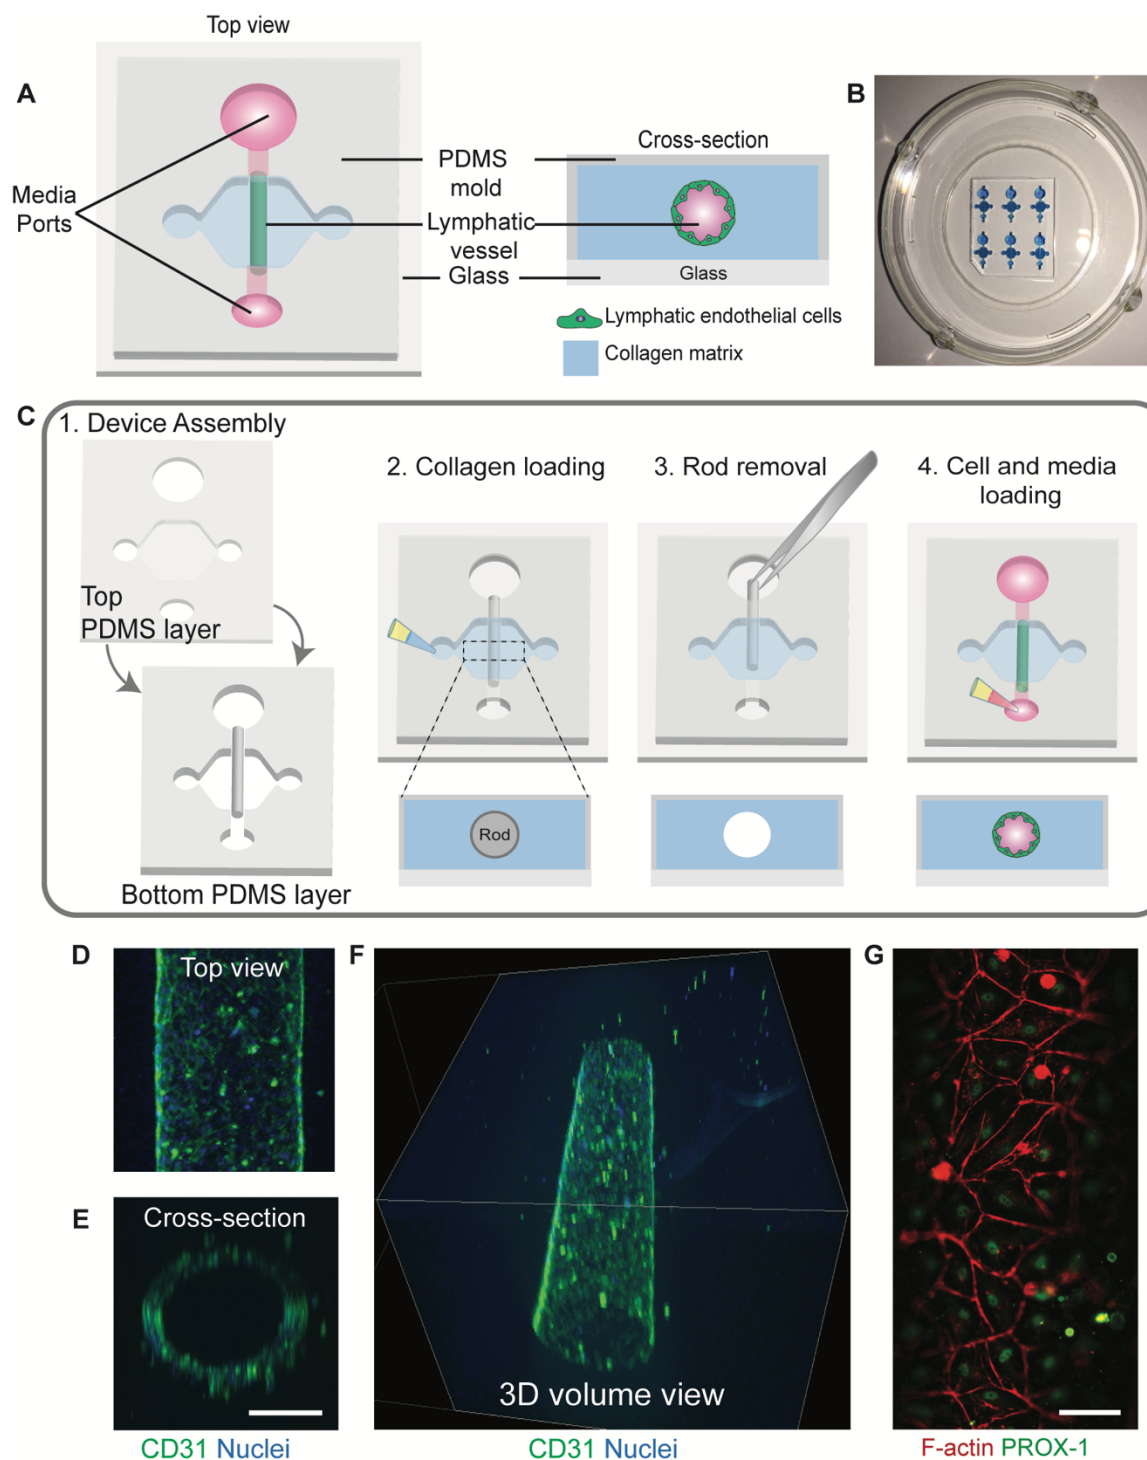 Top view
A
Media
Ports
PDMS
mold
Lymphatic
vessel
Glass
Cross-section
Glass
Lymphatic endothelial cells
Collagen matrix
B
C
1. Device Assembly
Top
PDMS layer
Bottom PDMS layer
2. Collagen loading
Rod
3. Rod removal
4. Cell and media
loading
D
Top view
E
Cross-section
CD31 Nuclei
F
3D volume view
CD31 Nuclei
G
F-actin PROX-1